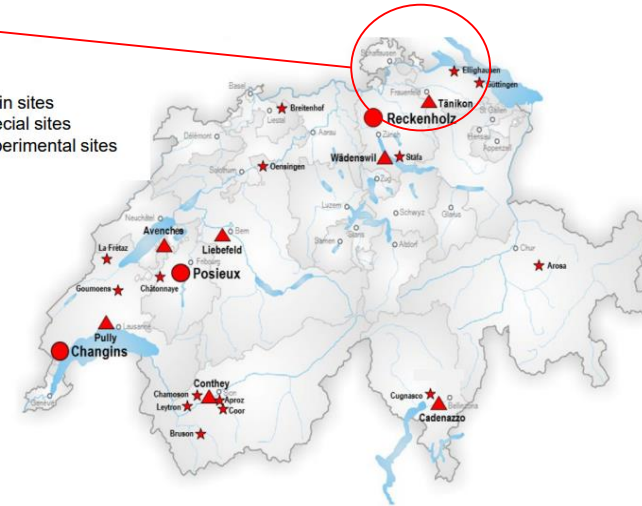 in sites
ecial sites
perimental sites
Schaffhausen
Ellighausen
Güttingen
Basel
Frauenfeld
Tänikon
Breitenhof
Liestal
Reckenholz
St. Gallen
Herisau
Appenzell
Delémont
Aarau
Zürich
Wädenswil
Stäfa
Solothurn
Oensingen
Zug
Luzern
Schwyz
Glarus
Neuchâtel
Avenches
Bern
Liebefeld
Stans
Sarnen
Altdorf
Chur
La Frétaz
Fribourg
Posieux
Arosa
Goumoens
Châtonnaye
Lausanne
Pully
Changins
Conthey
Sion
Chamoson
Aproz
Leytron
Coor
Cugnasco
Bellinzona
Cadenazzo
Genève
Bruson